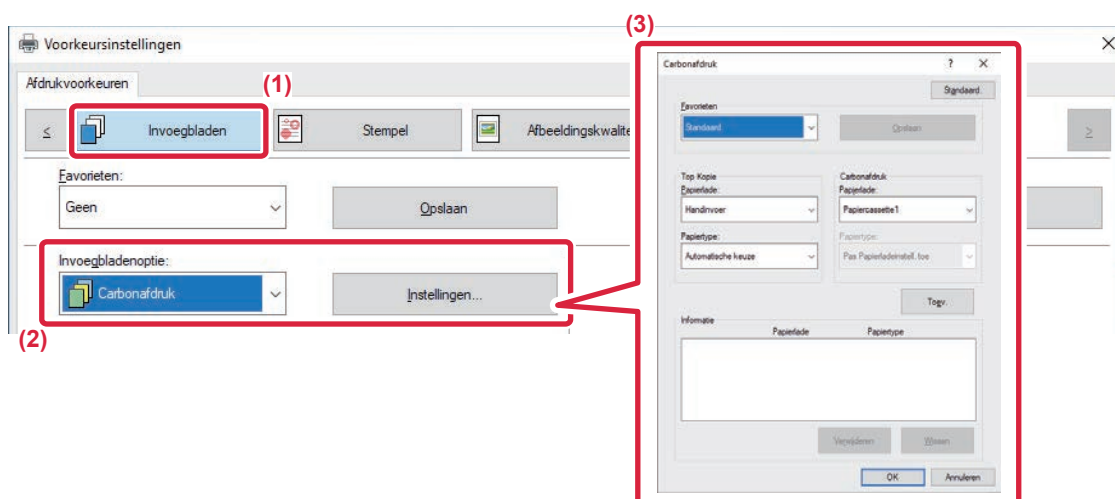 (3)
Voorkeursinstellingen
Afdrukvoorkeuren
(1)
< Invoegbladen Stempel Afbeeldingskwalite >
Favorieten:
Geen Opslaan
Invoegbladenoptie:
Carbonafdruk Instellingen...
(2)
Carbonafdruk ? X
Standaard.
Favorieten
Standaard Opslaan
Top Kopie Carbonafdruk
Papierlade: Papierlade:
Handinvoer Papiercassette1
Papiertype: Papiertype:
Automatische keuze Pas Papierladeinstell. toe
Toev.
Informatie
Papierlade Papiertype
Verwijderen Wissen
OK Annuleren